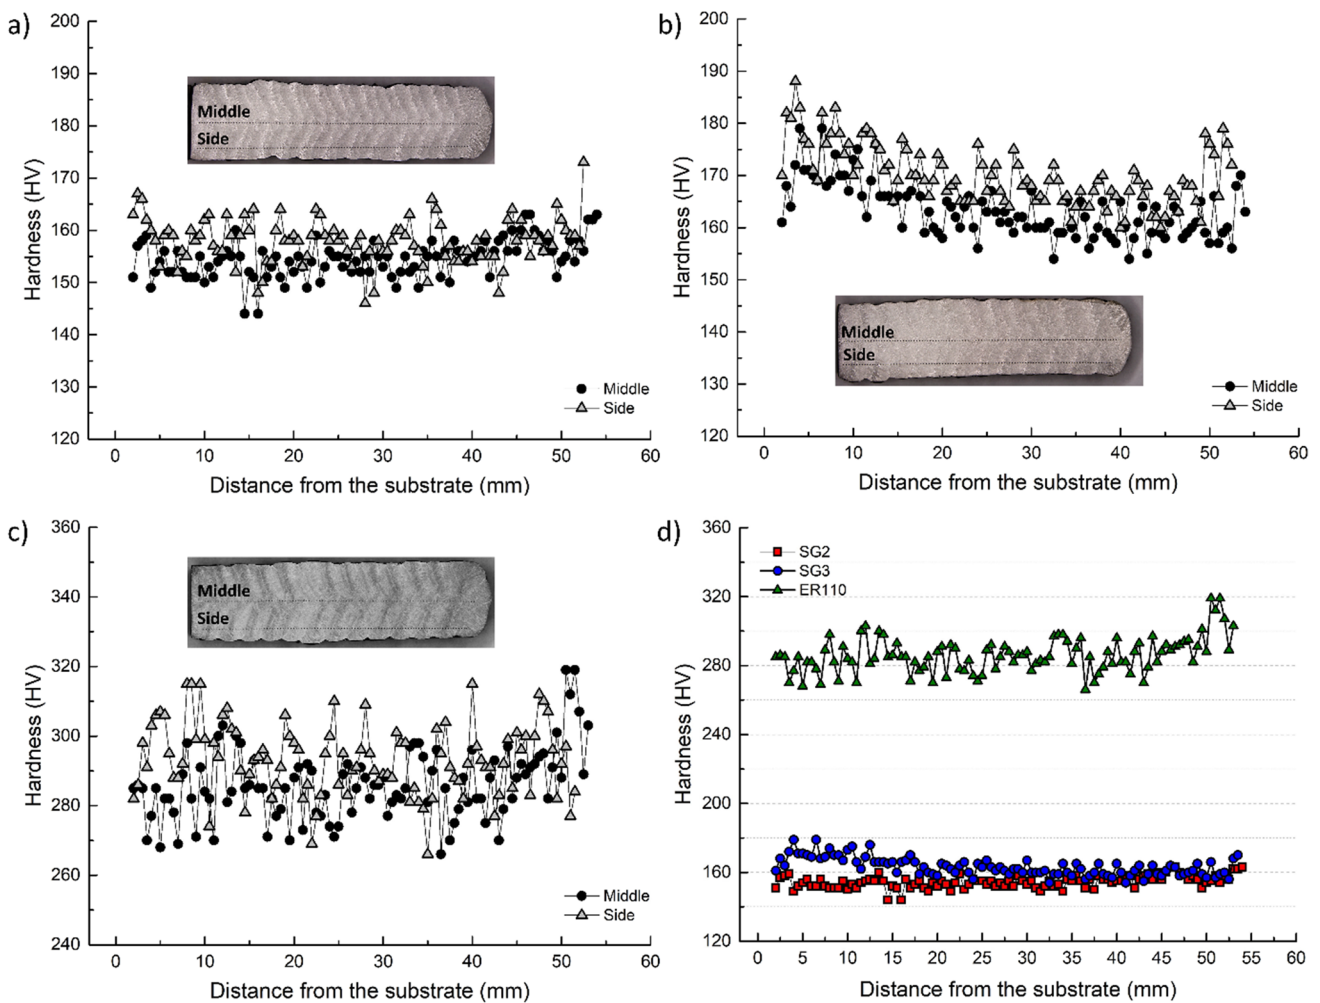 a)
200
190
180
170
160
150
140
130
120
Hardness (HV)
Middle
Side
Middle
Side
0 10 20 30 40 50 60
Distance from the substrate (mm)
b)
200
190
180
170
160
150
140
130
120
Hardness (HV)
Middle
Side
Middle
Side
0 10 20 30 40 50 60
Distance from the substrate (mm)
c)
360
340
320
300
280
260
240
Hardness (HV)
Middle
Side
Middle
Side
0 10 20 30 40 50 60
Distance from the substrate (mm)
d)
360
320
280
240
200
160
120
Hardness (HV)
SG2
SG3
ER110
0 5 10 15 20 25 30 35 40 45 50 55 60
Distance from the substrate (mm)